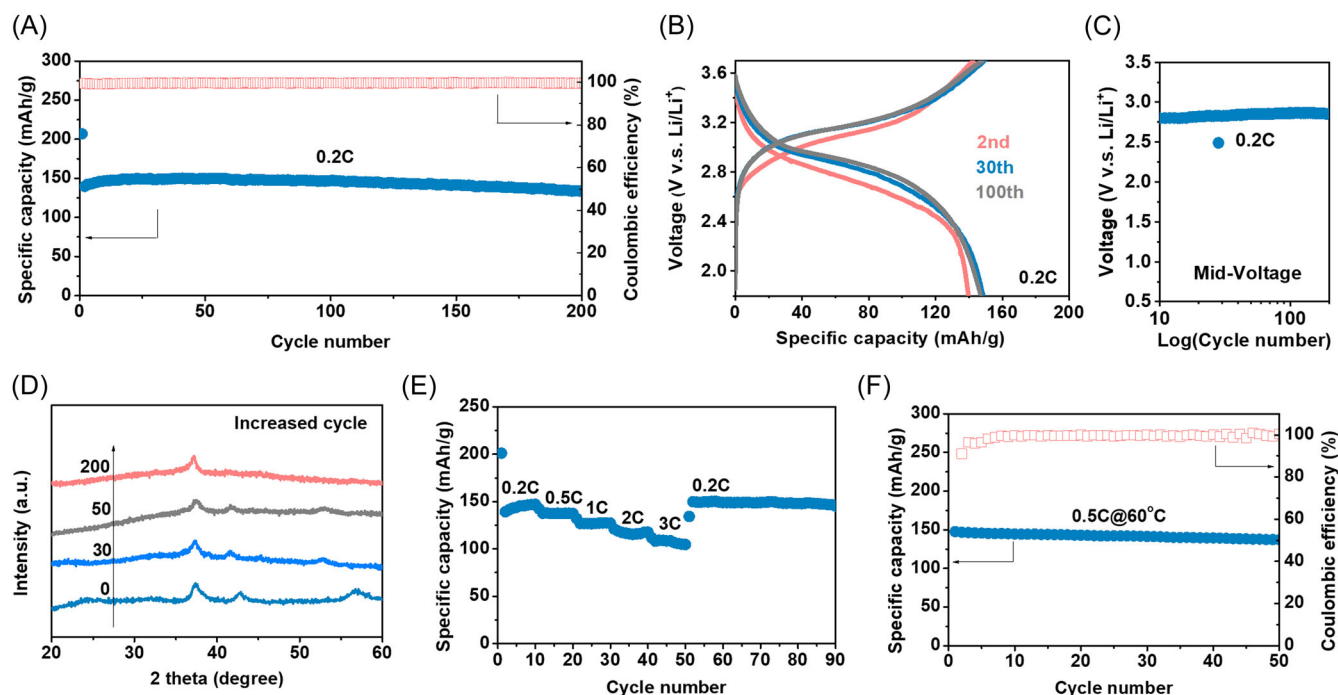 (A)
300
275
250
225
200
175
150
125
100
75
50
25
0
Specific capacity (mAh/g)
0.2C
0 50 100 150 200
Cycle number
100
80
60
40
20
0
Coulombic efficiency (%)
(B)
3.6
3.2
2.8
2.4
2.0
Voltage (V v.s. Li/Li⁺)
2nd
30th
100th
0.2C
0 40 80 120 160 200
Specific capacity (mAh/g)
(C)
3.5
3.0
2.5
2.0
1.5
1.0
0.5
Voltage (V v.s. Li/Li⁺)
0.2C
Mid-Voltage
10 100
Log(Cycle number)
(D)
Increased cycle
200
50
30
0
Intensity (a.u.)
20 30 40 50 60
2 theta (degree)
(E)
250
200
150
100
50
0
Specific capacity (mAh/g)
0.2C 0.5C 1C 2C 3C 0.2C
0 10 20 30 40 50 60 70 80 90
Cycle number
(F)
300
250
200
150
100
50
0
Specific capacity (mAh/g)
0.5C@60°C
0 10 20 30 40 50
Cycle number
100
80
60
40
20
0
Coulombic efficiency (%)